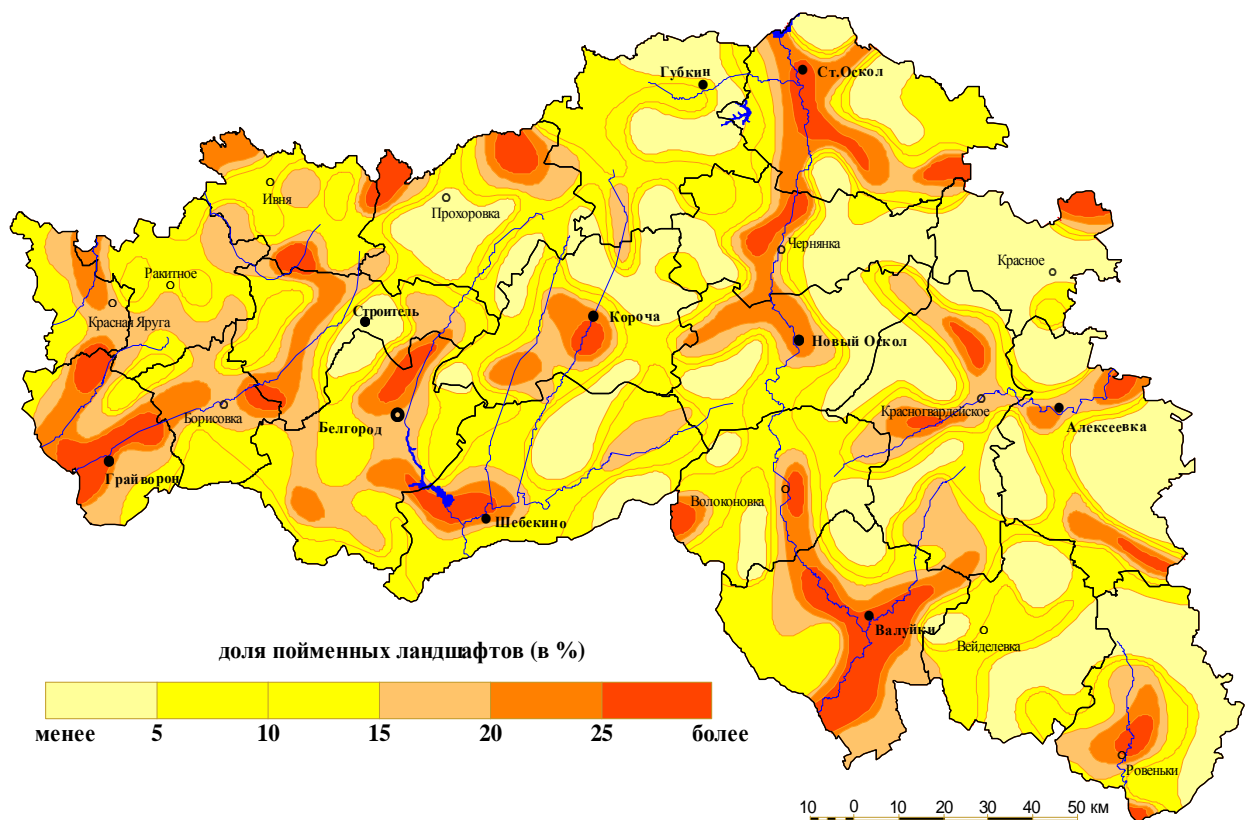 Губкин
Ст.Оскол
Ивня
Прохоровка
Чернянка
Красное
Ракитное
Красная Яруга
Строитель
Короча
Новый Оскол
Борисовка
Белгород
Красногвардейское
Алексеевка
Грайворон
Волоконовка
Шебекино
Валуйки
Вейделевка
Ровеньки
доля пойменных ландшафтов (в %)
менее 5 10 15 20 25 более
10 0 10 20 30 40 50 км